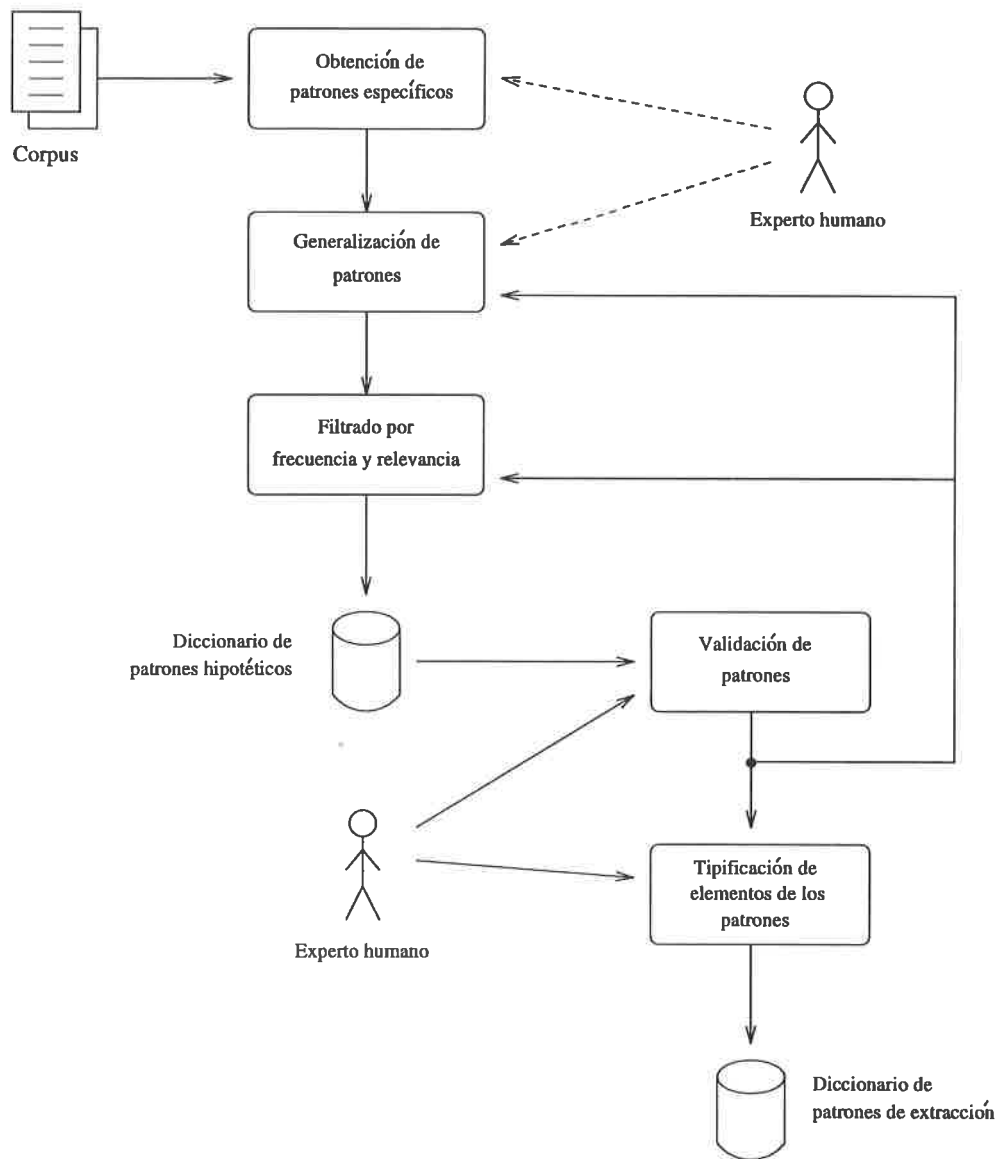 Obtención de
patrones específicos
Corpus
Experto humano
Generalización de
patrones
Filtrado por
frecuencia y relevancia
Diccionario de
patrones hipotéticos
Validación de
patrones
Tipificación de
elementos de los
patrones
Experto humano
Diccionario de
patrones de extracción